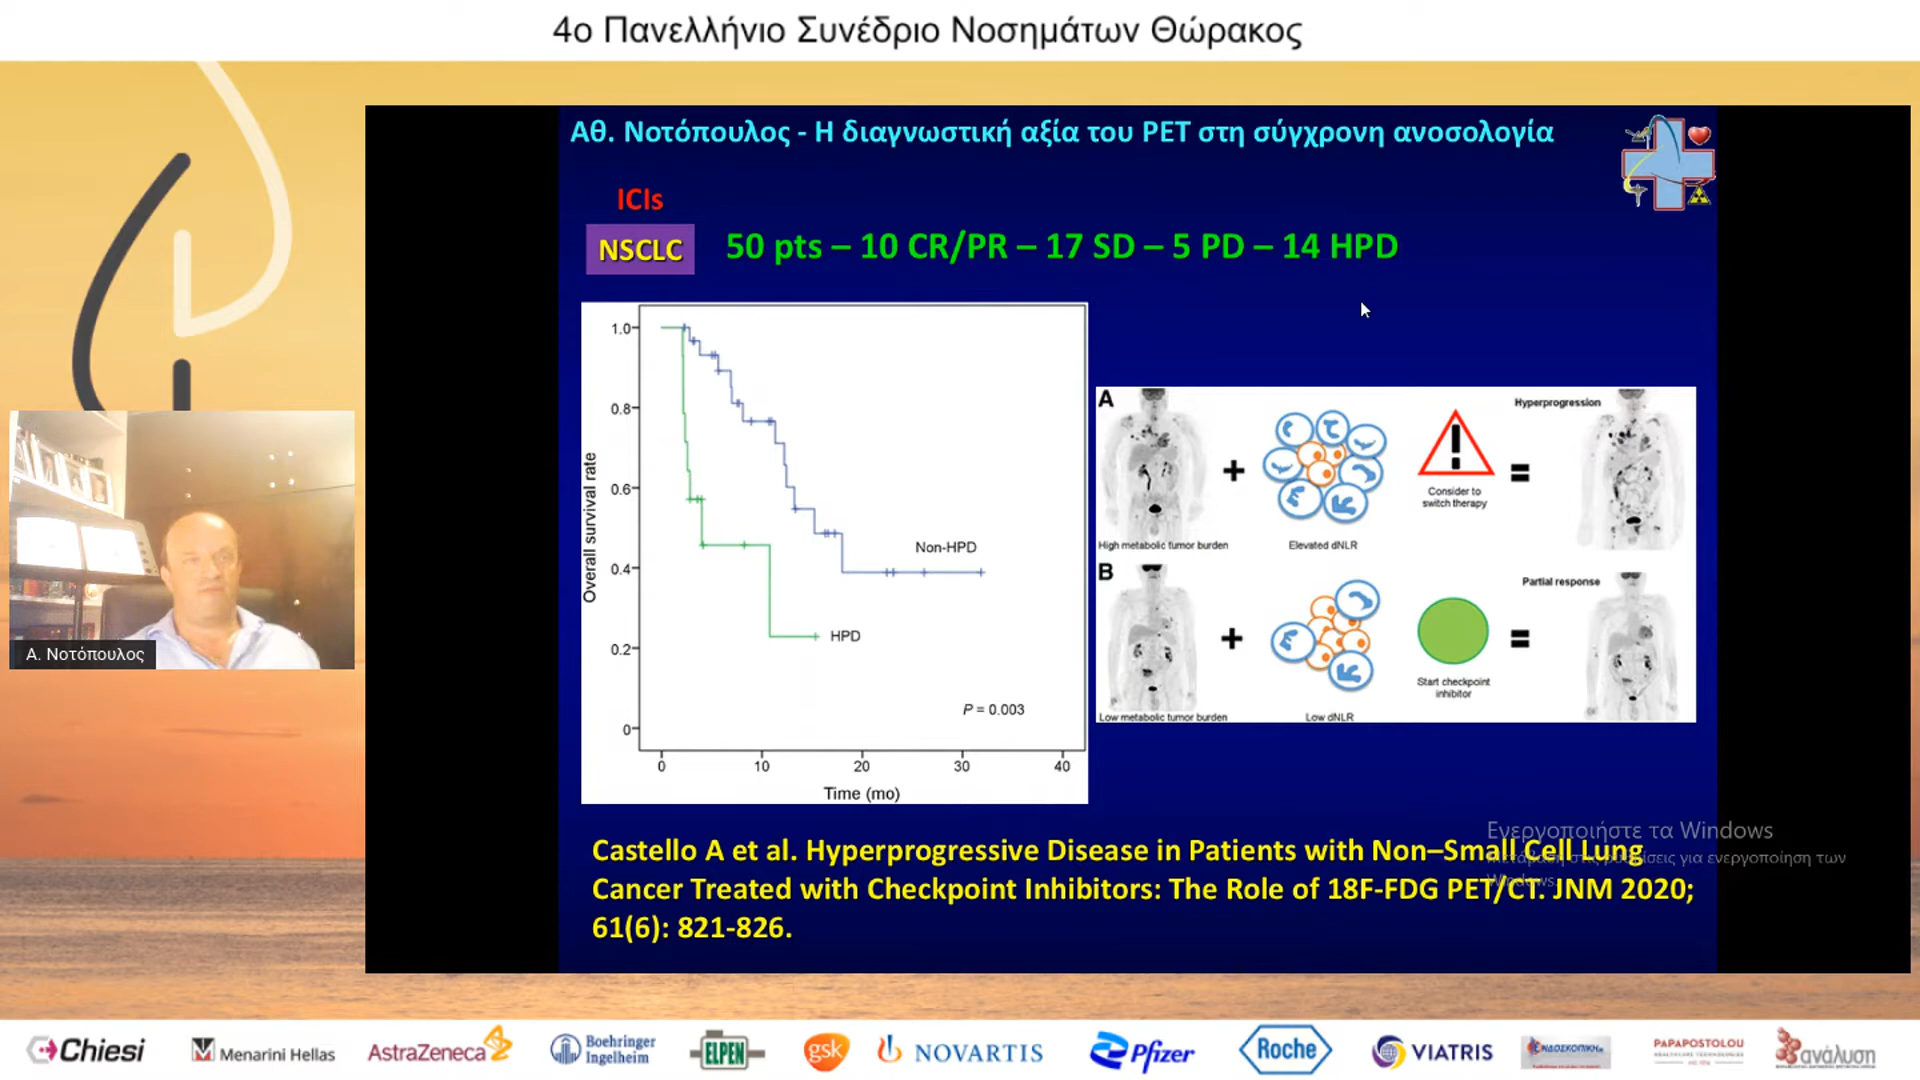 4ο Πανελλήνιο Συνέδριο Νοσημάτων Θώρακος
Αθ. Νοτόπουλος - Η διαγνωστική αξία του PET στη σύγχρονη ανοσολογία
ICIs
NSCLC
50 pts – 10 CR/PR – 17 SD – 5 PD – 14 HPD
Overall survival rate
1.0
0.8
0.6
0.4
0.2
0
0 10 20 30 40
Time (mo)
Non-HPD
HPD
P = 0.003
A
Hyperprogression
+
!
=
Consider to
switch therapy
High metabolic tumor burden
Elevated dNLR
B
Partial response
+
=
Start checkpoint
inhibitor
Low metabolic tumor burden
Low dNLR
Α. Νοτόπουλος
Castello A et al. Hyperprogressive Disease in Patients with Non–Small Cell Lung
Cancer Treated with Checkpoint Inhibitors: The Role of 18F-FDG PET/CT. JNM 2020;
61(6): 821-826.
Ενεργοποιήστε τα Windows
για ενεργοποίηση των
Windows.
Chiesi
Menarini Hellas
AstraZeneca
Boehringer
Ingelheim
ELPEN
gsk
NOVARTIS
Pfizer
Roche
VIATRIS
ΕΝΔΟΣΚΟΠΙΚΗ
PAPAPOSTOLOU
ανάλυση